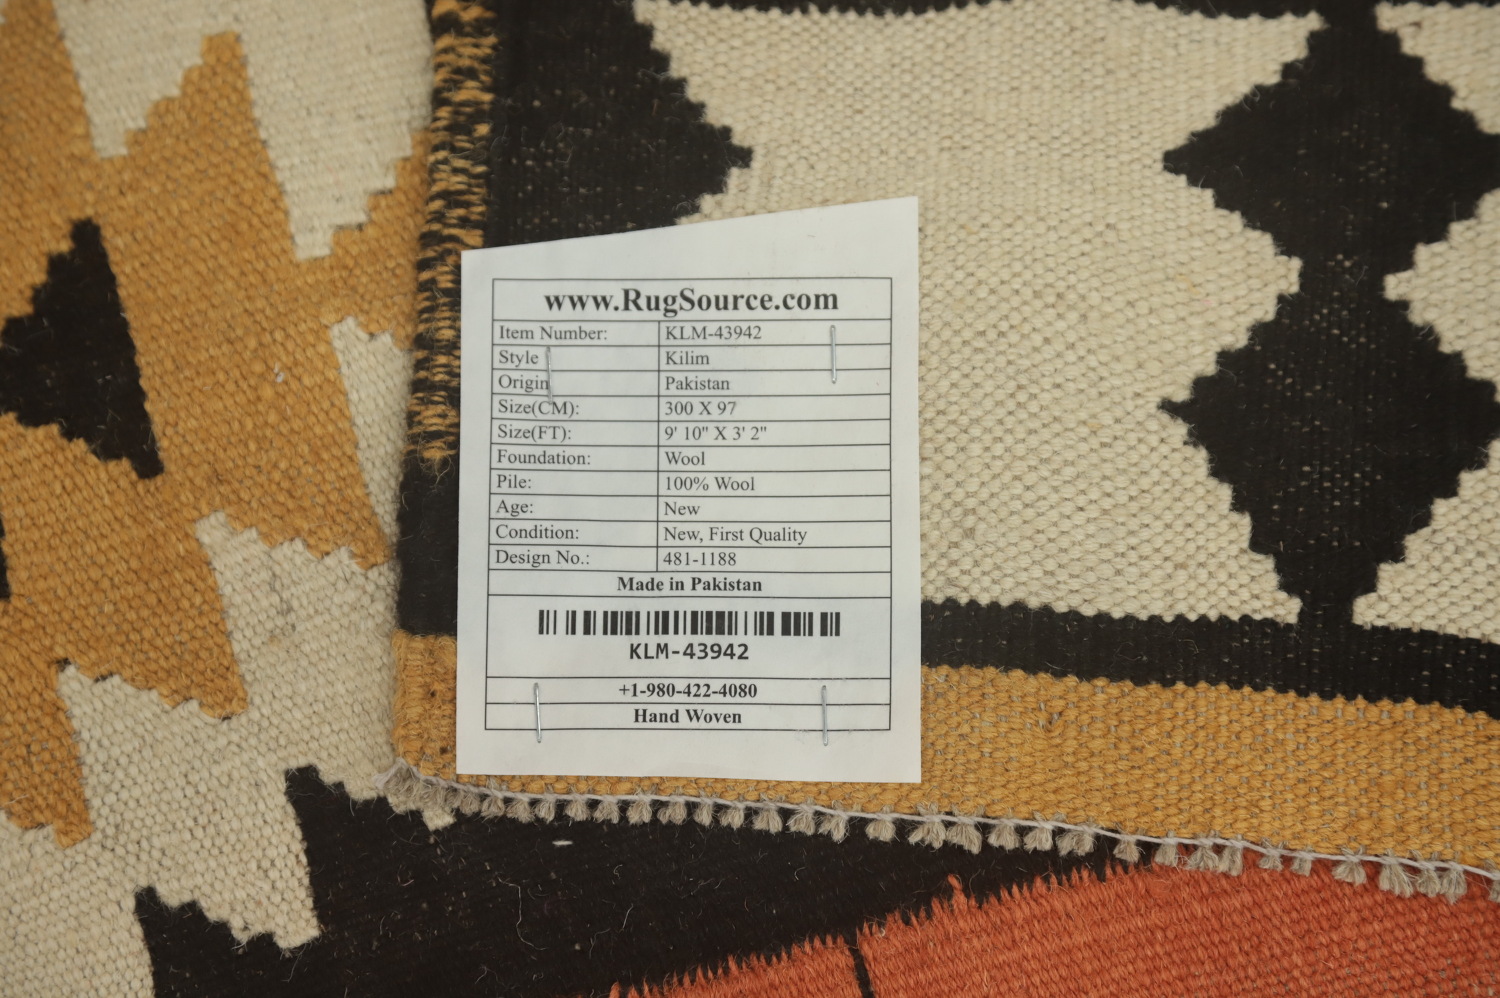 www.RugSource.com
Item Number: KLM-43942
Style Kilim
Origin Pakistan
Size(CM): 300 X 97
Size(FT): 9' 10" X 3' 2"
Foundation: Wool
Pile: 100% Wool
Age: New
Condition: New, First Quality
Design No.: 481-1188
Made in Pakistan
KLM-43942
+1-980-422-4080
Hand Woven